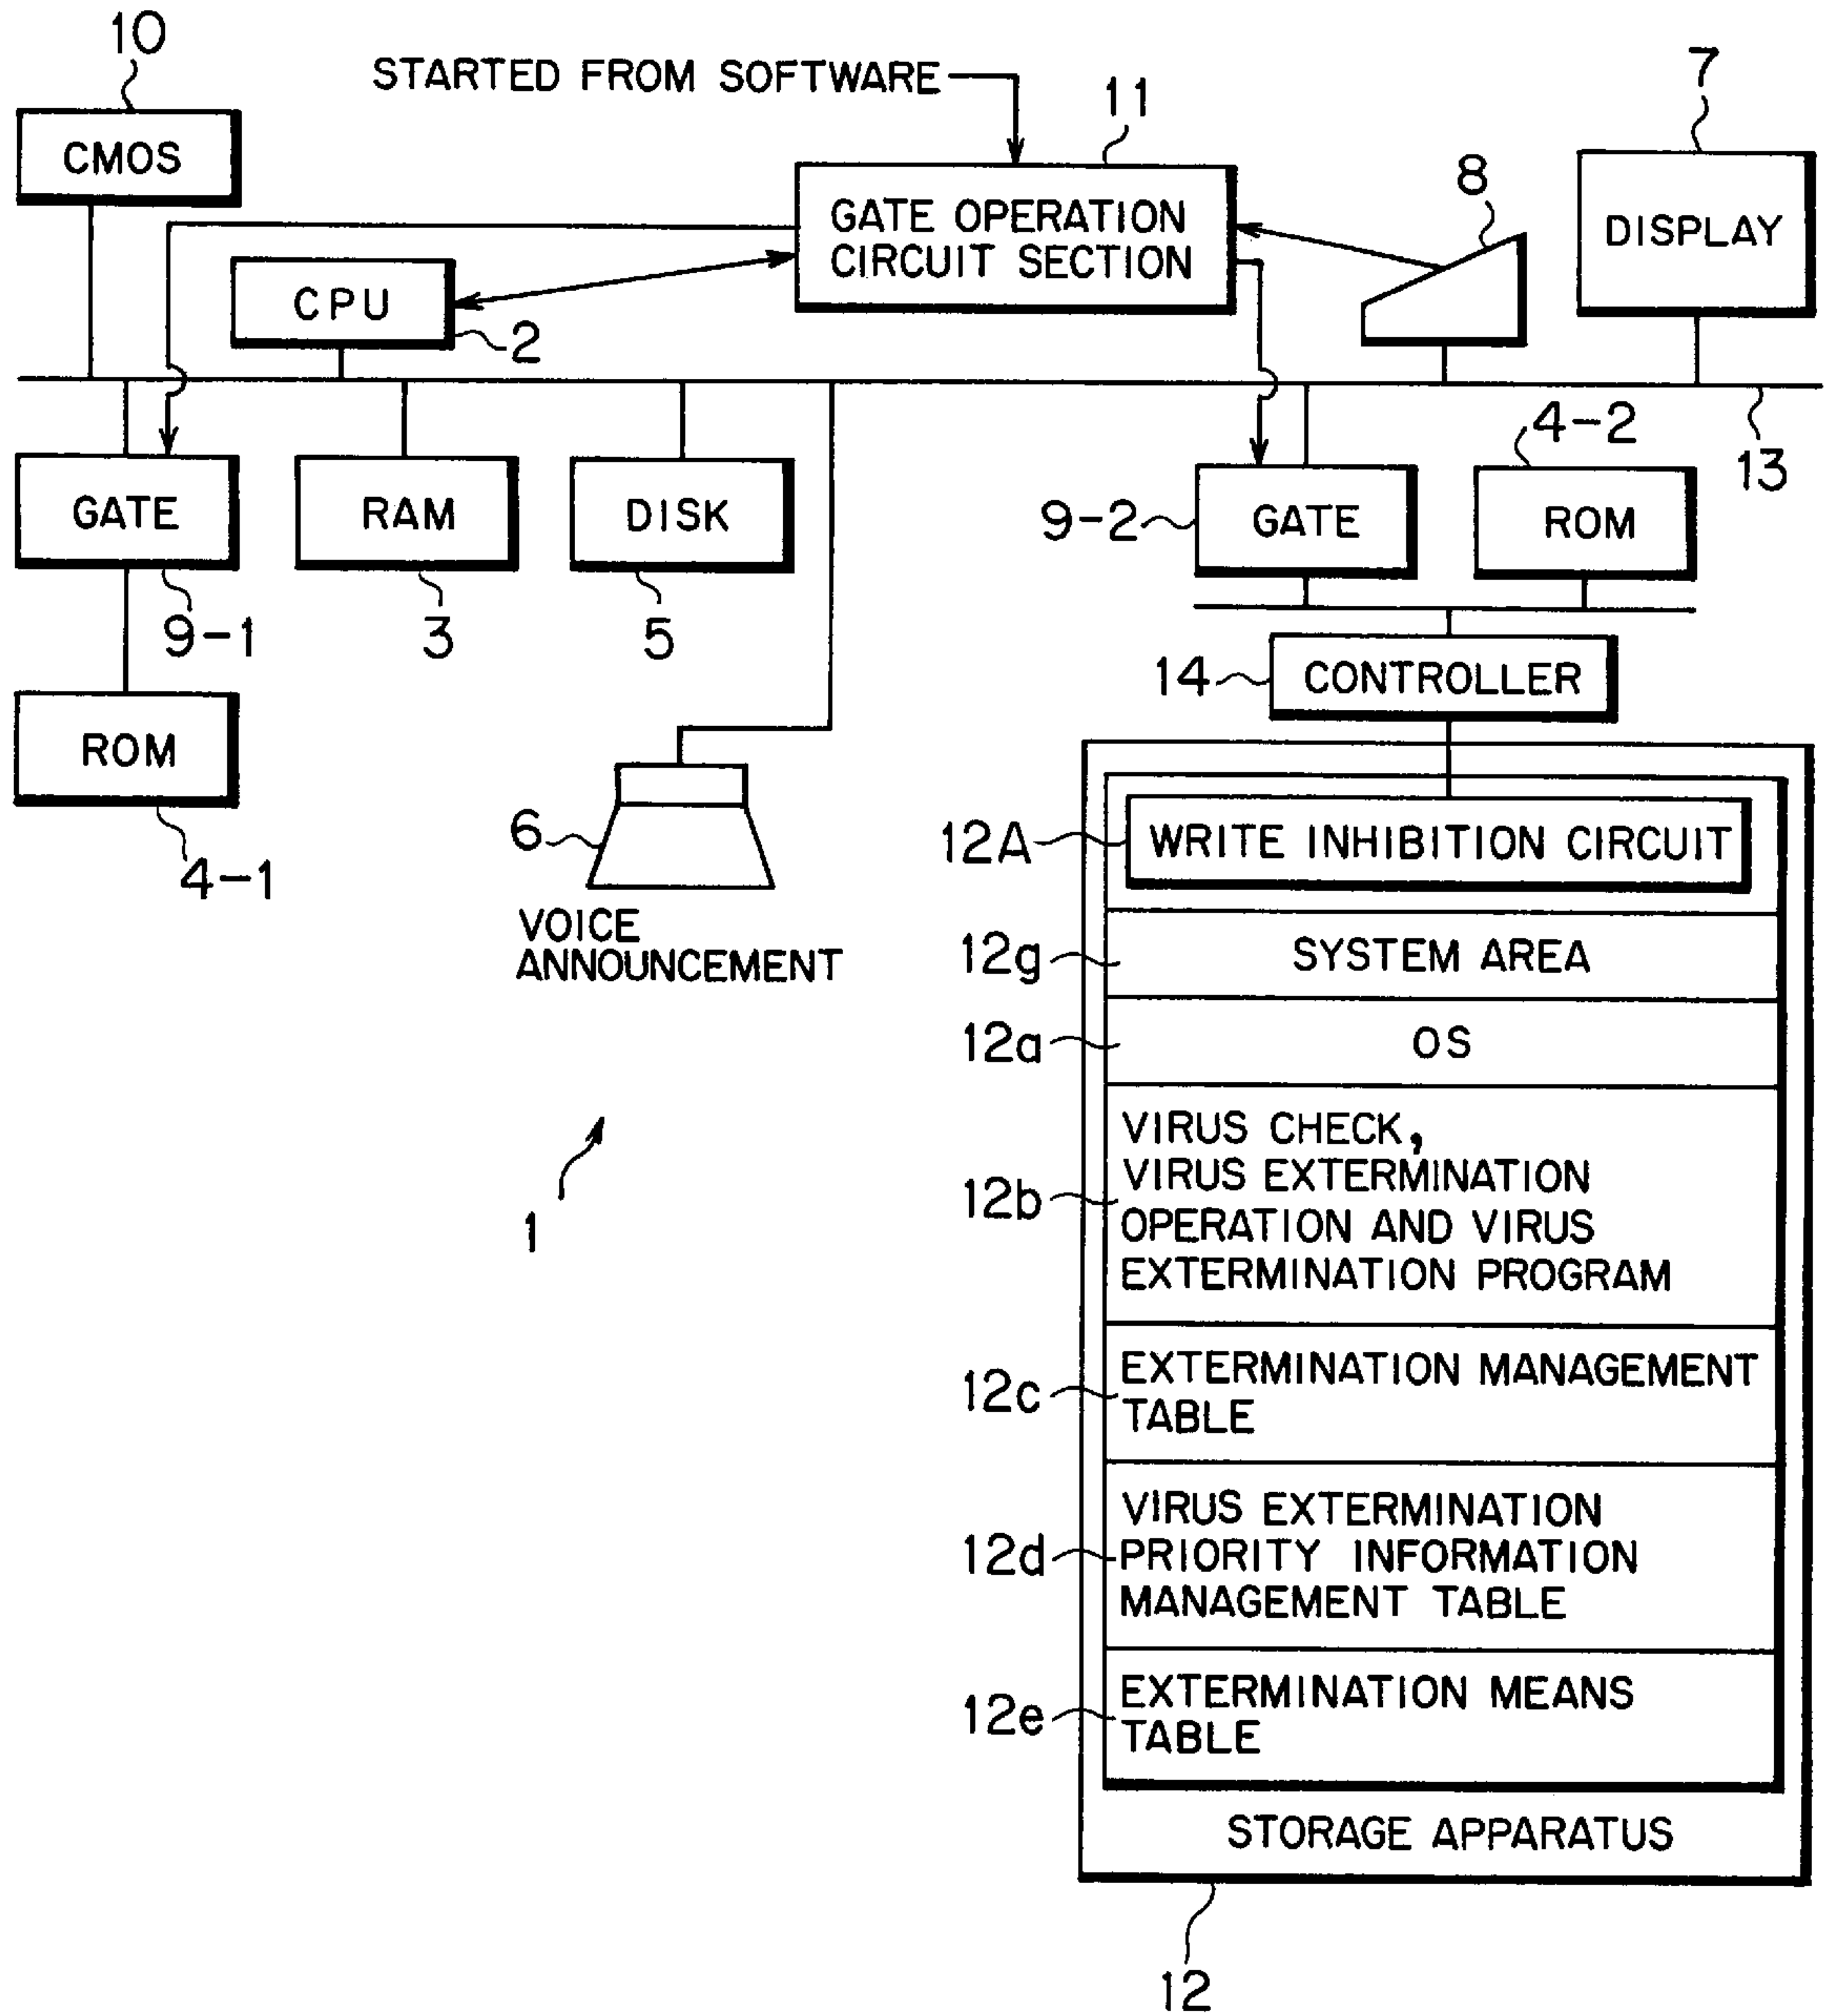 10
STARTED FROM SOFTWARE
11
7
CMOS
8
GATE OPERATION
CIRCUIT SECTION
DISPLAY
CPU
2
4-2
13
GATE
RAM
DISK
9-2
GATE
ROM
9-1
3
5
14
CONTROLLER
ROM
4-1
6
VOICE
ANNOUNCEMENT
12A
WRITE INHIBITION CIRCUIT
12g
SYSTEM AREA
12a
OS
1
12b
VIRUS CHECK,
VIRUS EXTERMINATION
OPERATION AND VIRUS
EXTERMINATION PROGRAM
12c
EXTERMINATION MANAGEMENT
TABLE
12d
VIRUS EXTERMINATION
PRIORITY INFORMATION
MANAGEMENT TABLE
12e
EXTERMINATION MEANS
TABLE
STORAGE APPARATUS
12